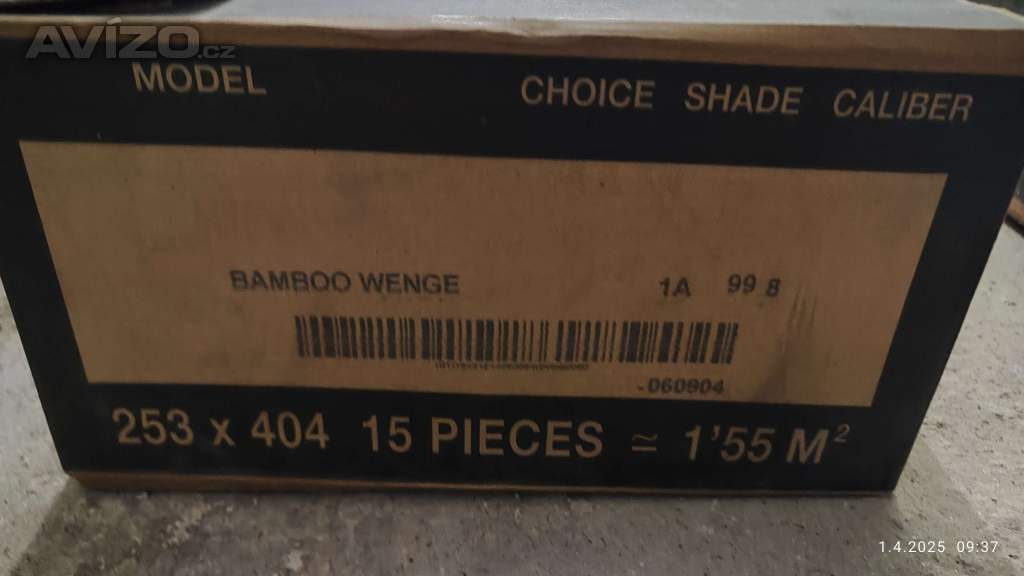 AVÍZO.cz
MODEL CHOICE SHADE CALIBER
BAMBOO WENGE 1A 99 8
-060904
253 x 404 15 PIECES ≃ 1'55 M²
1.4.2025 09:37